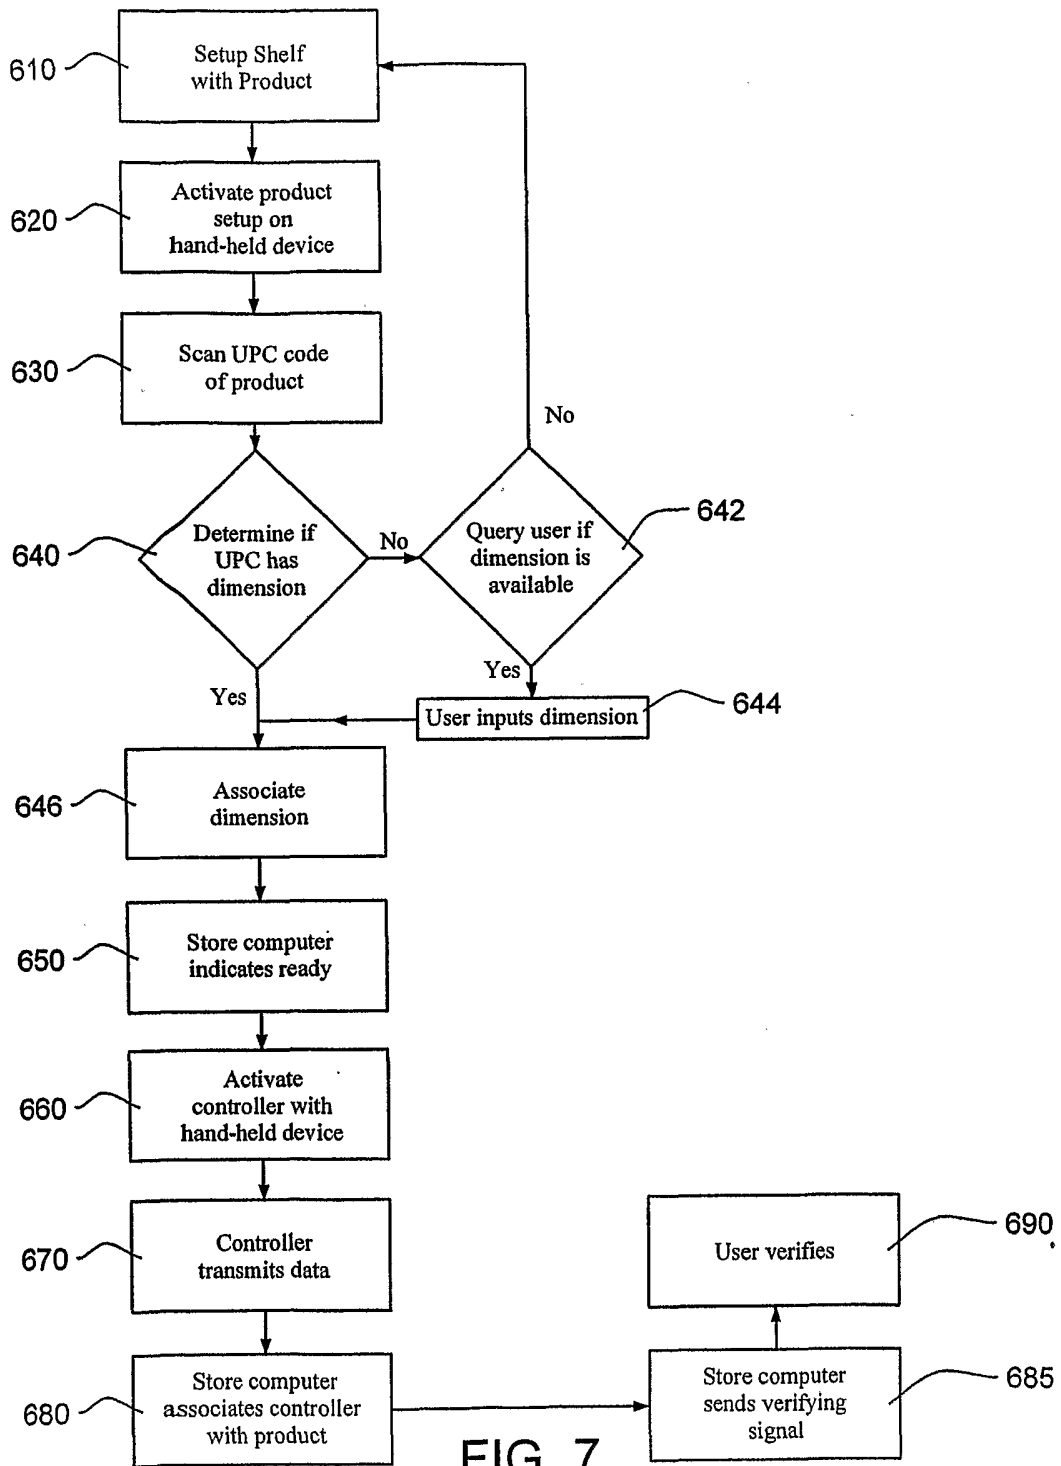 610
Setup Shelf
with Product
620
Activate product
setup on
hand-held device
630
Scan UPC code
of product
No
640
Determine if
UPC has
dimension
No
Query user if
dimension is
available
642
Yes
Yes
User inputs dimension
644
646
Associate
dimension
650
Store computer
indicates ready
660
Activate
controller with
hand-held device
670
Controller
transmits data
User verifies
690
680
Store computer
associates controller
with product
Store computer
sends verifying
signal
685
FIG. 7